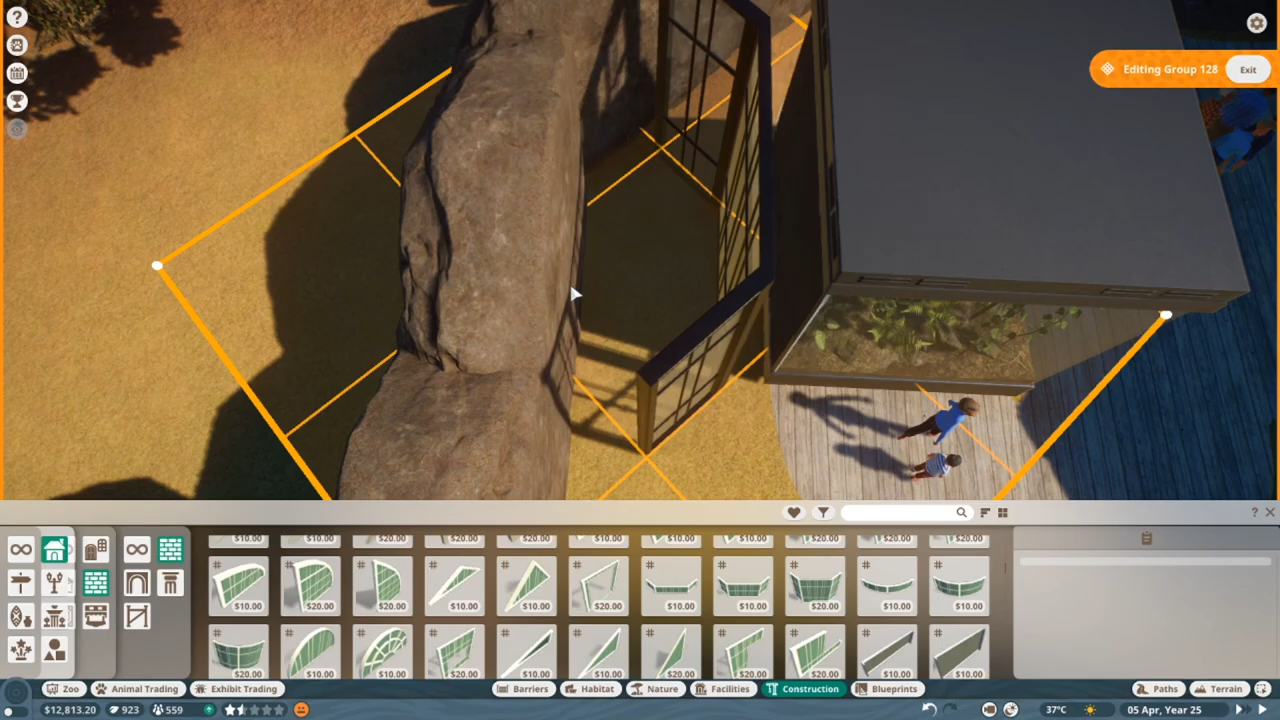 Editing Group 128
Exit
$10.00 $10.00 $20.00 $10.00 $20.00 $10.00 $10.00 $10.00 $20.00 $20.00 $20.00
$10.00 $20.00 $20.00 $10.00 $10.00 $20.00 $10.00 $10.00 $20.00 $10.00 $10.00
$20.00 $10.00 $20.00 $10.00 $10.00 $10.00 $20.00 $10.00 $20.00 $10.00 $10.00
Zoo Animal Trading Exhibit Trading Barriers Habitat Nature Facilities Construction Blueprints Paths Terrain
$12,813.20 923 559 37°C 05 Apr, Year 25